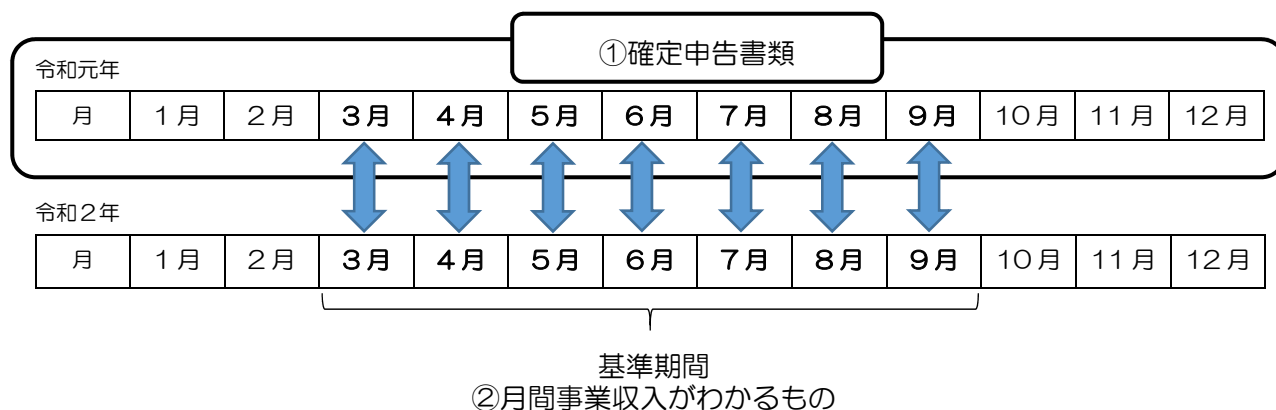 ①確定申告書類
令和元年
月 1月 2月 3月 4月 5月 6月 7月 8月 9月 10月 11月 12月
令和2年
月 1月 2月 3月 4月 5月 6月 7月 8月 9月 10月 11月 12月
基準期間
②月間事業収入がわかるもの